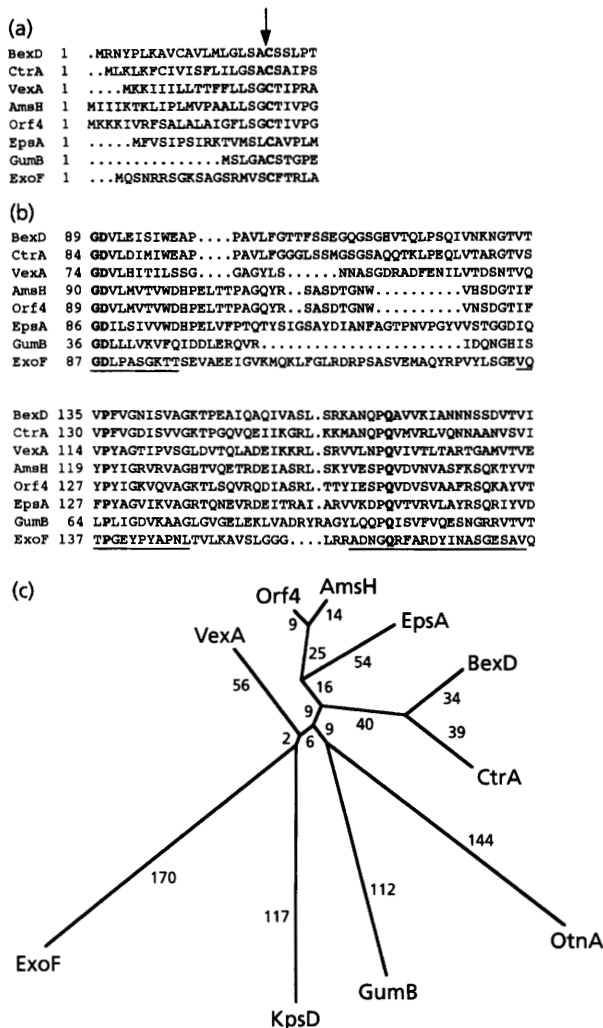 (a)
BexD 1 .MRNYPLKAVCAVLMLGLSACSSLPT
CtrA 1 ..MLKLKFCIVISFLILGSACSAIPS
VexA 1 ....MKKIIILLTTFFLLSGCTIPRA
AmsH 1 MIIIKTKLIPLMVPAALLSGCTIVPG
Orf4 1 MKKKIVRFSALALAIGFLSGCTIVPG
EpsA 1 .....MFVSIPSIRKTVMSLCAVPLM
GumB 1 ...............MSLGACSTGPE
ExoF 1 ....MQSNRRSGKSAGSRMVSCFTRLA
(b)
BexD 89 GDVLEISIWEAP....PAVLFGTTFSSEGQGSGHVTQLPSQIVNKNGTVT
CtrA 84 GDVLDIMIWEAP....PAVLFGGGLSSMGSGSAQQTKLPEQLVTARGTVS
VexA 74 GDVLHITILSSG....GAGYLS.....NNASGDRADFENILVTDSNTVQ
AmsH 90 GDVLMVTVWDHPELTTPAGQYR..SASDTGNW..........VHSDGTIF
Orf4 89 GDVLMVTVWDHPELTTPAGQYR..SASDTGNW..........VNSDGTIF
EpsA 86 GDILSIVVWDHPELVFPTQTYSIGSAYDIANFAGTPNVPGYVVSTGGDIQ
GumB 36 GDLLLVKVFQIDDLERQVR......................IDQNGHIS
ExoF 87 GDLPASGKTTSEVAEEIGVKMQKLFGLRDRPSASVEMAQYRPVYLSGEVQ
BexD 135 VPFVGNISVAGKTPEAIQAQIVASL.SRKANQPQAVVKIANNNSSDVTVI
CtrA 130 VPFVGDISVVGKTPGQVQEIIKGRL.KKMANQPQVMVRLVQNNAANVSVI
VexA 114 VPYAGTIPVSGLDVTQLADEIKKRL.SRVVLNPQVIVTLTARTGAMVTVE
AmsH 119 YPYIGRVRVAGHTVQETRDEIASRL.SKYVESPQVDVNVASFKSQKTYVT
Orf4 127 YPYIGKVQVAGKTLSQVRQDIASRL.TTYIESPQVDVSVAAFRSQKVYVT
EpsA 127 FPYAGVIKVAGRTQNEVRDEITRAI.ARVVKDPQVTVRVLAYRSQRIYVD
GumB 64 LPLIGDVKAAGLGVGELEKLVADRYRAGYLQQPQISVFVQESNGRRVTVT
ExoF 137 TPGEYPYAPNLTVLKAVSLGGG....LRRADNGQRFARDYINASGESAVQ
(c)
Orf4 AmsH
9 14
EpsA
VexA
25 54
BexD
56
16
34
9 40
2 6 9
39
CtrA
144
170
112
117
OtnA
ExoF
GumB
KpsD